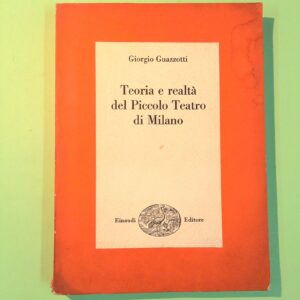 Giorgio Guazzotti
Teoria e realtà
del Piccolo Teatro
di Milano
Einaudi Editore